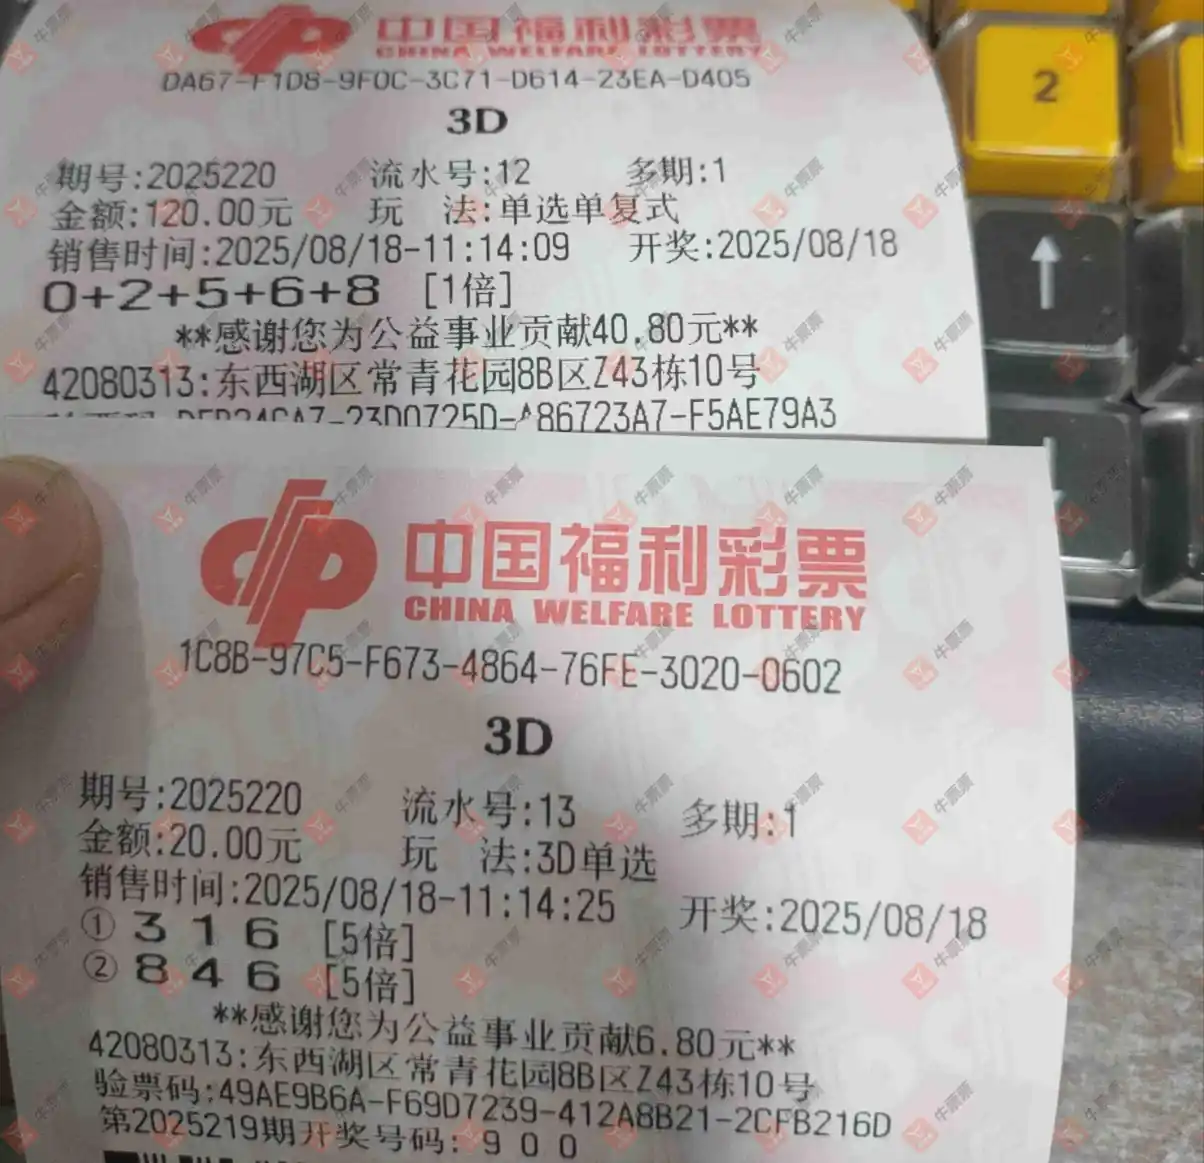 中国福利彩票
CHINA WELFARE LOTTERY
DA67-F1D8-9F0C-3C71-D614-23EA-D405
3D
期号:2025220 流水号:12 多期:1
金额:120.00元 玩 法:单选单复式
销售时间:2025/08/18-11:14:09 开奖:2025/08/18
0+2+5+6+8 [1倍]
**感谢您为公益事业贡献40.80元**
42080313:东西湖区常青花园8B区Z43栋10号
A86723A7-F5AE79A3
2
中国福利彩票
CHINA WELFARE LOTTERY
1C8B-97C5-F673-4864-76FE-3020-0602
3D
期号:2025220 流水号:13 多期:1
金额:20.00元 玩 法:3D单选
销售时间:2025/08/18-11:14:25 开奖:2025/08/18
① 3 1 6 [5倍]
② 8 4 6 [5倍]
**感谢您为公益事业贡献6.80元**
42080313:东西湖区常青花园8B区Z43栋10号
验票码:49AE9B6A-F69D7239-412A8B21-2CFB216D
第2025219期开奖号码: 9 0 0
牛票票